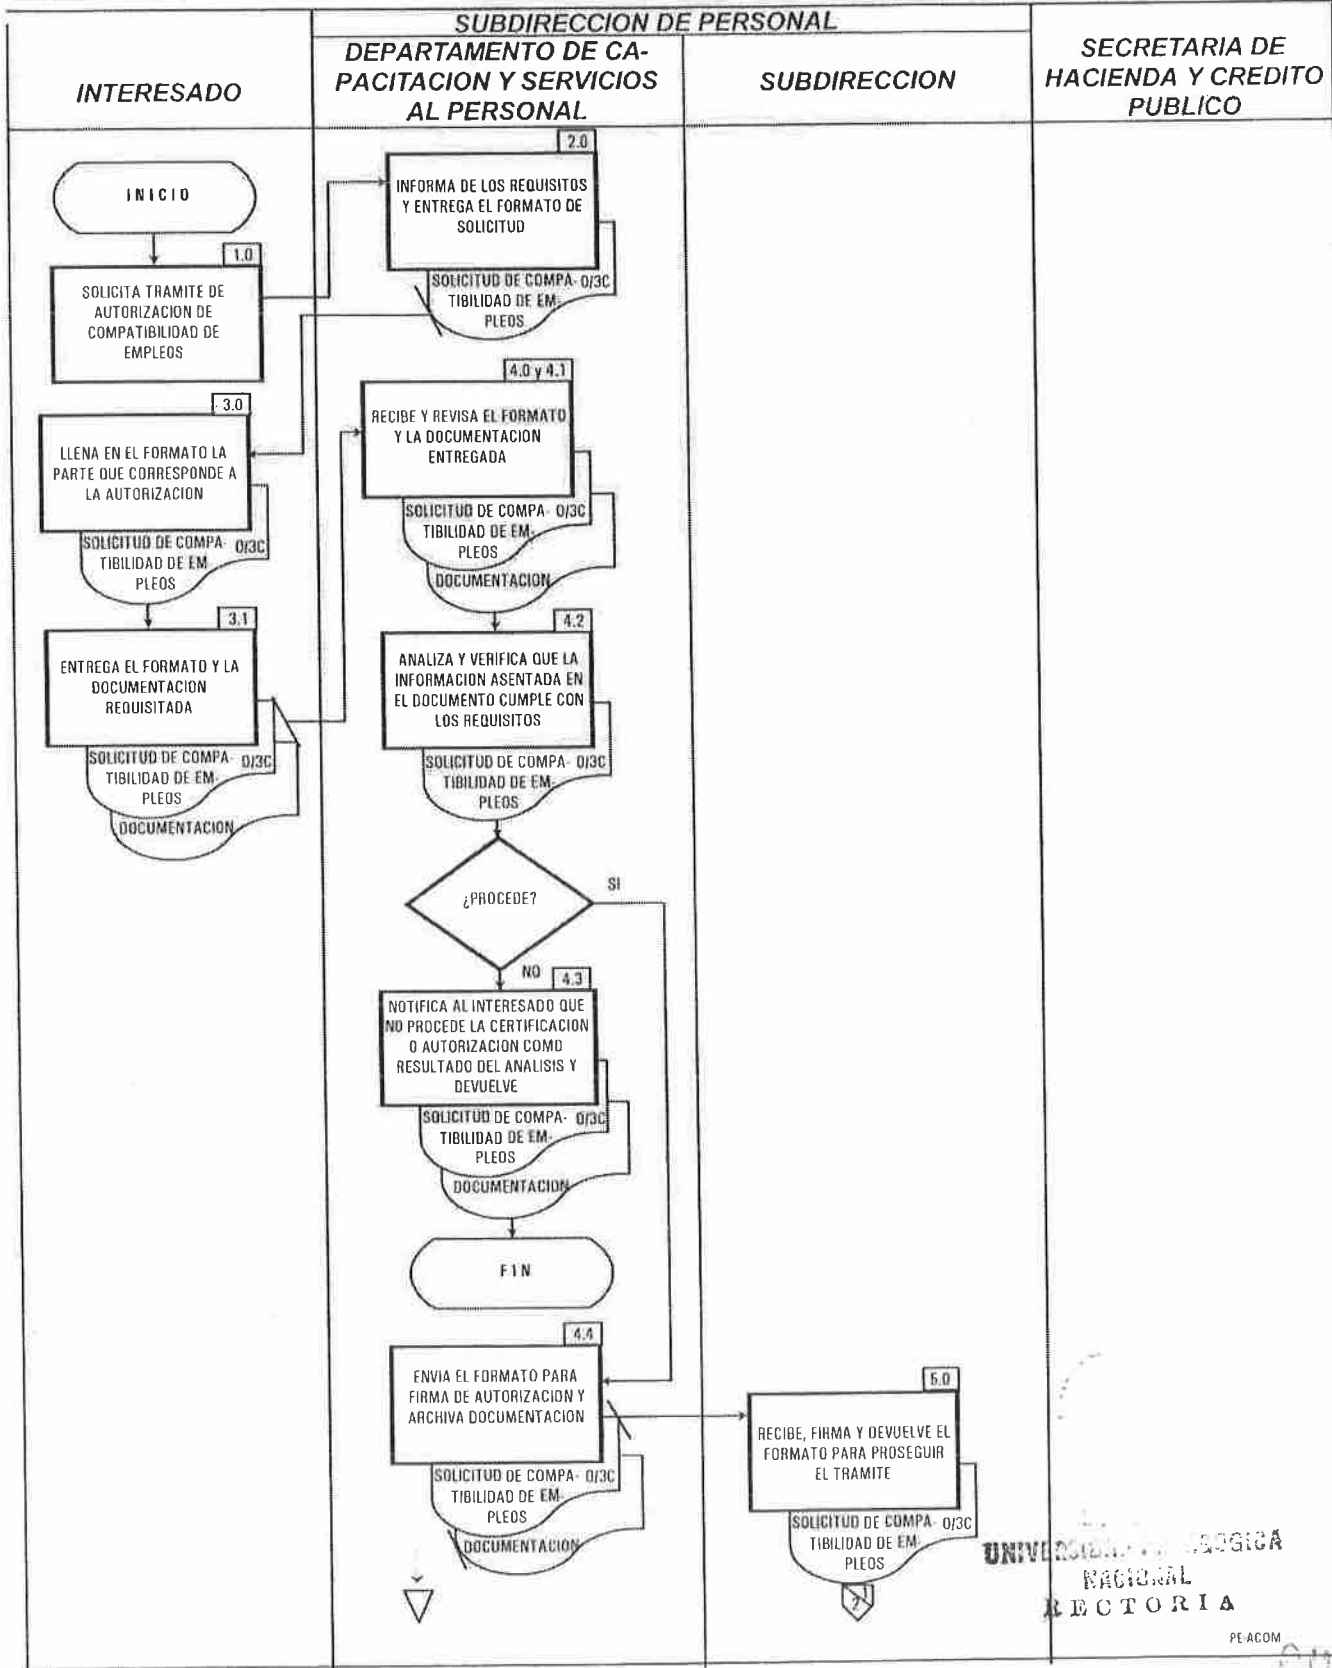 SUBDIRECCION DE PERSONAL
INTERESADO
DEPARTAMENTO DE CA-
PACITACION Y SERVICIOS
AL PERSONAL
SUBDIRECCION
SECRETARIA DE
HACIENDA Y CREDITO
PUBLICO
INICIO
1.0
SOLICITA TRAMITE DE
AUTORIZACION DE
COMPATIBILIDAD DE
EMPLEOS
2.0
INFORMA DE LOS REQUISITOS
Y ENTREGA EL FORMATO DE
SOLICITUD
SOLICITUD DE COMPA- 0/3C
TIBILIDAD DE EM-
PLEOS
3.0
LLENA EN EL FORMATO LA
PARTE QUE CORRESPONDE A
LA AUTORIZACION
SOLICITUD DE COMPA- 0/3C
TIBILIDAD DE EM
PLEOS
3.1
ENTREGA EL FORMATO Y LA
DOCUMENTACION
REQUISITADA
SOLICITUD DE COMPA- 0/3C
TIBILIDAD DE EM-
PLEOS
DOCUMENTACION
4.0 y 4.1
RECIBE Y REVISA EL FORMATO
Y LA DOCUMENTACION
ENTREGADA
SOLICITUD DE COMPA- 0/3C
TIBILIDAD DE EM-
PLEOS
DOCUMENTACION
4.2
ANALIZA Y VERIFICA QUE LA
INFORMACION ASENTADA EN
EL DOCUMENTO CUMPLE CON
LOS REQUISITOS
SOLICITUD DE COMPA- 0/3C
TIBILIDAD DE EM-
PLEOS
¿PROCEDE?
SI
NO
4.3
NOTIFICA AL INTERESADO QUE
NO PROCEDE LA CERTIFICACION
O AUTORIZACION COMO
RESULTADO DEL ANALISIS Y
DEVUELVE
SOLICITUD DE COMPA- 0/3C
TIBILIDAD DE EM-
PLEOS
DOCUMENTACION
FIN
4.4
ENVIA EL FORMATO PARA
FIRMA DE AUTORIZACION Y
ARCHIVA DOCUMENTACION
SOLICITUD DE COMPA- 0/3C
TIBILIDAD DE EM-
PLEOS
DOCUMENTACION
5.0
RECIBE, FIRMA Y DEVUELVE EL
FORMATO PARA PROSEGUIR
EL TRAMITE
SOLICITUD DE COMPA- 0/3C
TIBILIDAD DE EM-
PLEOS
1
2
NACIONAL
RECTORIA
PE-ACOM